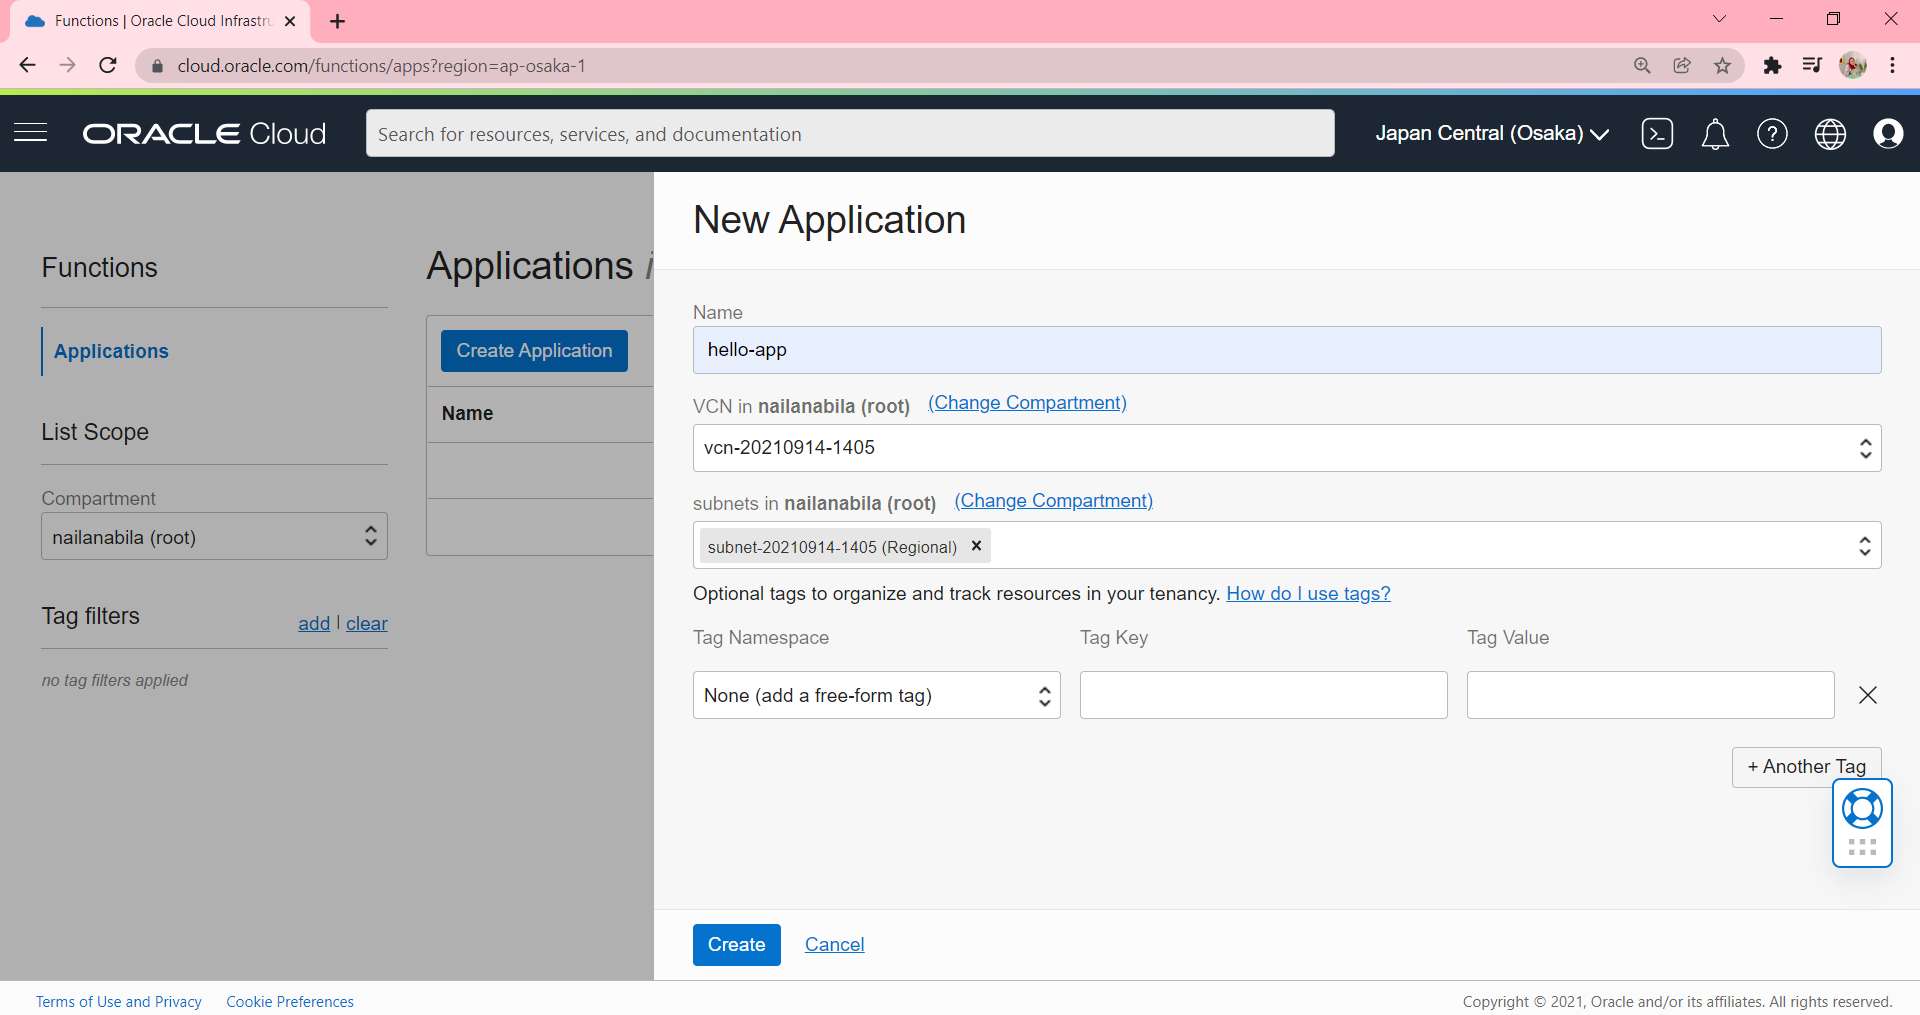 Functions | Oracle Cloud Infrastru
cloud.oracle.com/functions/apps?region=ap-osaka-1
ORACLE Cloud
Search for resources, services, and documentation
Japan Central (Osaka)
Functions
Applications
List Scope
Compartment
nailanabila (root)
Tag filters
add | clear
no tag filters applied
Applications i
Create Application
Name
New Application
Name
hello-app
VCN in nailanabila (root) (Change Compartment)
vcn-20210914-1405
subnets in nailanabila (root) (Change Compartment)
subnet-20210914-1405 (Regional)
Optional tags to organize and track resources in your tenancy. How do I use tags?
Tag Namespace Tag Key Tag Value
None (add a free-form tag)
+ Another Tag
Create Cancel
Terms of Use and Privacy Cookie Preferences
Copyright © 2021, Oracle and/or its affiliates. All rights reserved.